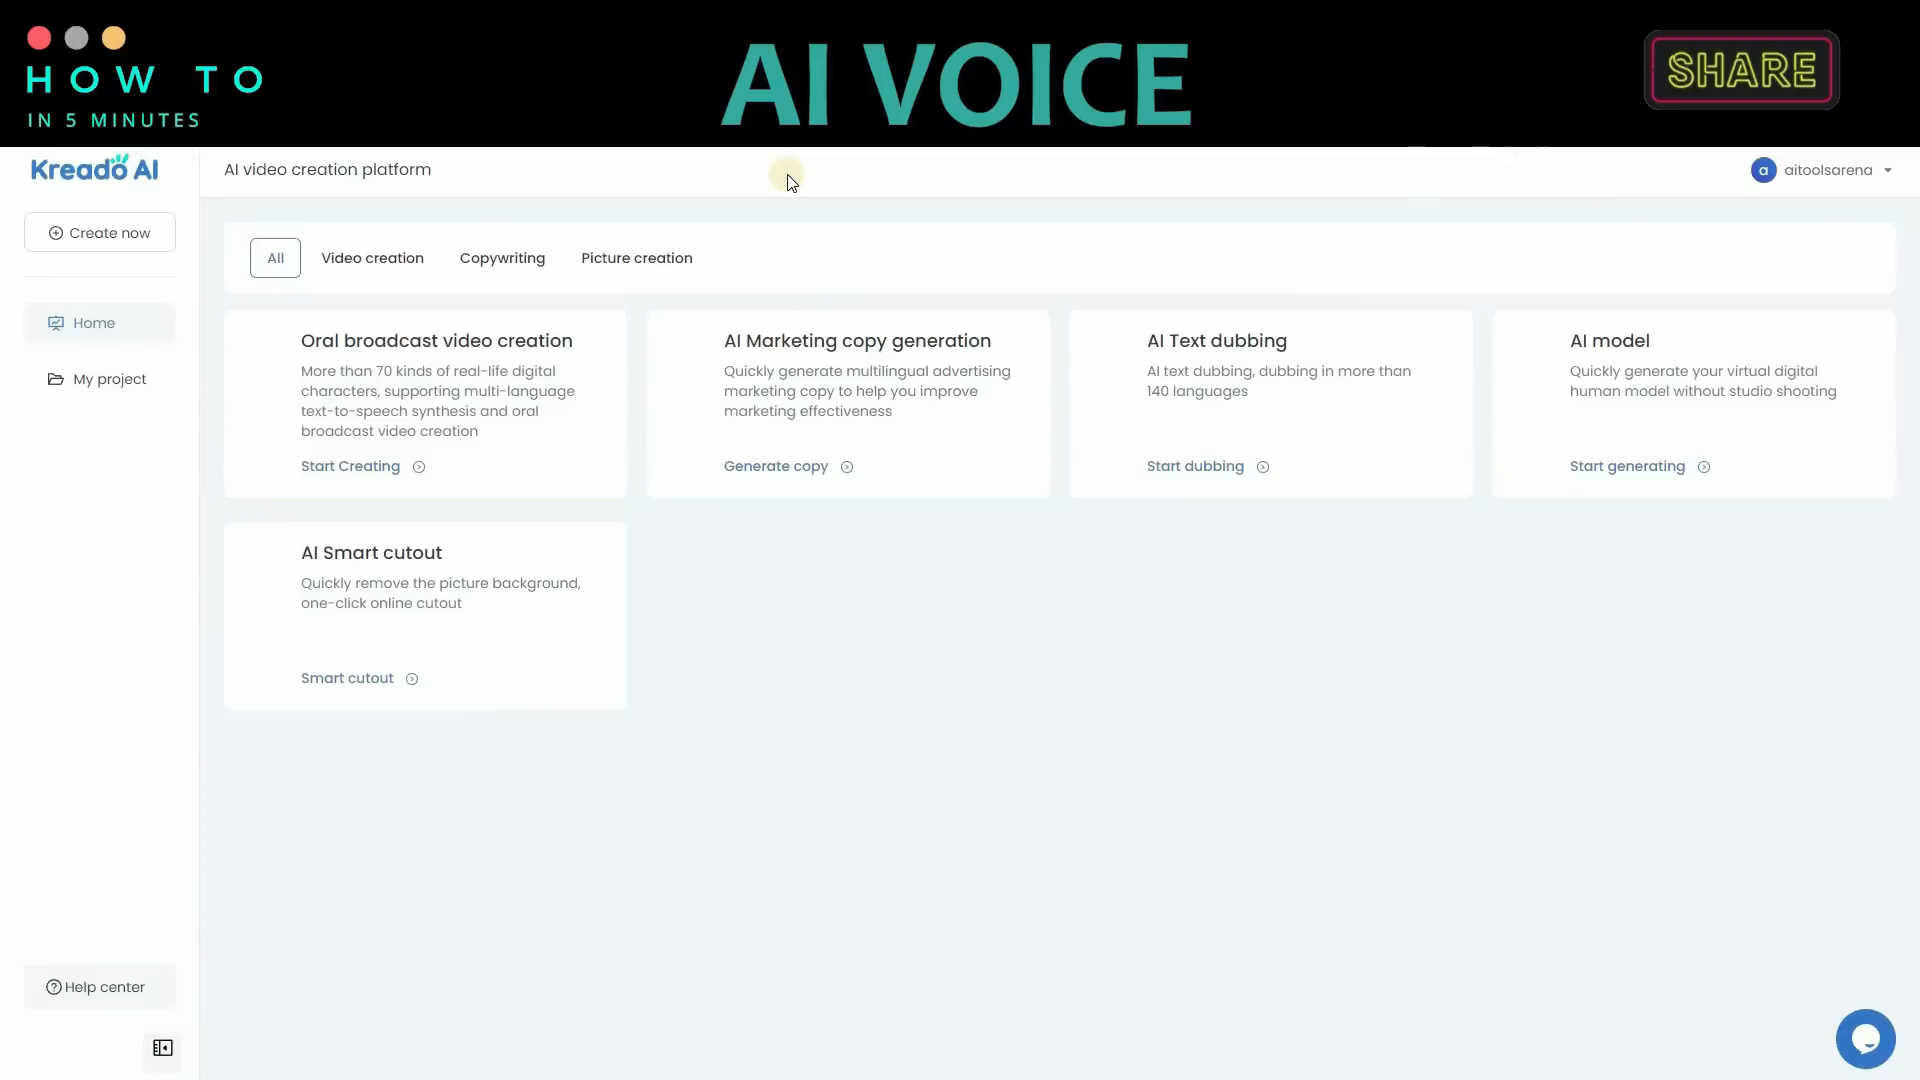 HOW TO
IN 5 MINUTES
AI VOICE
SHARE
Kreado AI
AI video creation platform
a
aitoolsarena
Create now
Home
My project
All
Video creation
Copywriting
Picture creation
Oral broadcast video creation
More than 70 kinds of real-life digital
characters, supporting multi-language
text-to-speech synthesis and oral
broadcast video creation
Start Creating
AI Marketing copy generation
Quickly generate multilingual advertising
marketing copy to help you improve
marketing effectiveness
Generate copy
AI Text dubbing
AI text dubbing, dubbing in more than
140 languages
Start dubbing
AI model
Quickly generate your virtual digital
human model without studio shooting
Start generating
AI Smart cutout
Quickly remove the picture background,
one-click online cutout
Smart cutout
Help center